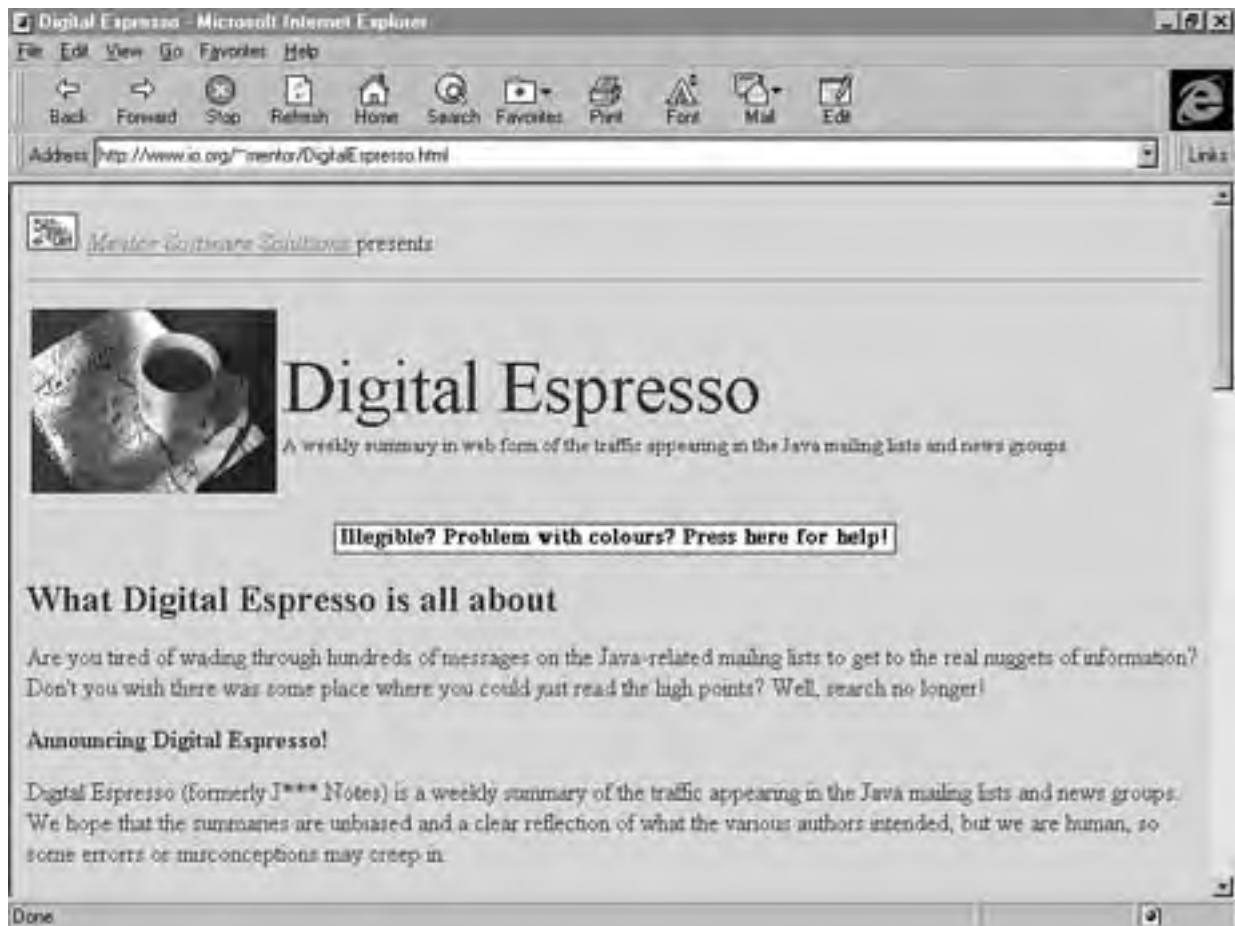 Digital Espresso - Microsoft Internet Explorer
File Edit View Go Favorites Help
Back Forward Stop Refresh Home Search Favorites Print Font Mail Edit
Address http://www.io.org/~mentor/DigitalEspresso.html Links
Mentor Software Solutions presents
Digital Espresso
A weekly summary in web form of the traffic appearing in the Java mailing lists and news groups
Illegible? Problem with colours? Press here for help!
What Digital Espresso is all about
Are you tired of wading through hundreds of messages on the Java-related mailing lists to get to the real nuggets of information?
Don't you wish there was some place where you could just read the high points? Well, search no longer!
Announcing Digital Espresso!
Digital Espresso (formerly J*** Notes) is a weekly summary of the traffic appearing in the Java mailing lists and news groups.
We hope that the summaries are unbiased and a clear reflection of what the various authors intended, but we are human, so
some errorrs or misconceptions may creep in.
Done